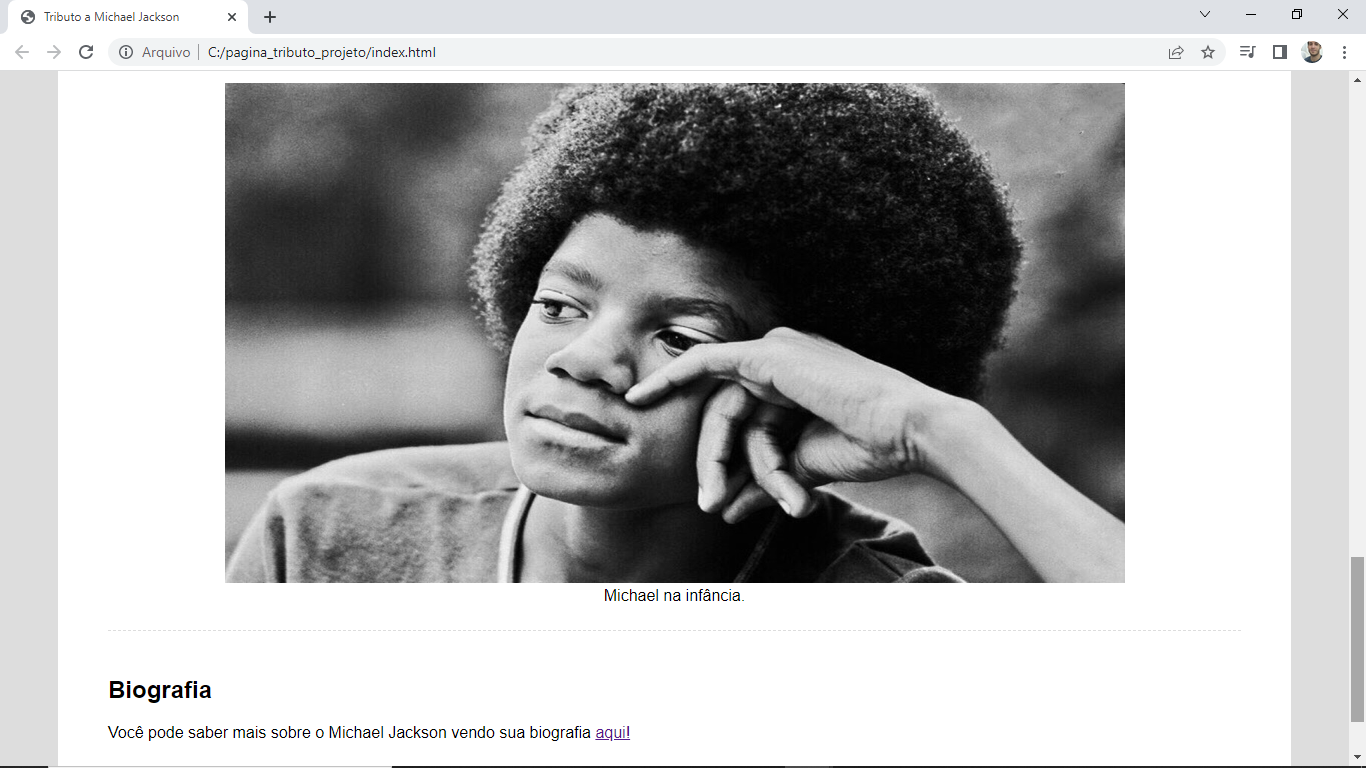 Tributo a Michael Jackson
Arquivo C:/pagina_tributo_projeto/index.html
Michael na infância.
Biografia
Você pode saber mais sobre o Michael Jackson vendo sua biografia aqui!